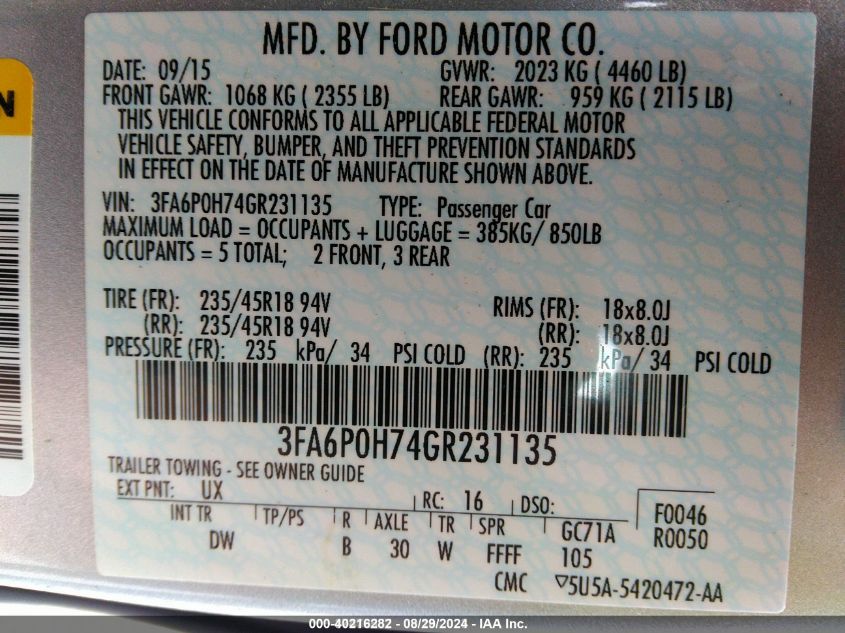 MFD. BY FORD MOTOR CO.
DATE: 09/15 GVWR: 2023 KG ( 4460 LB)
FRONT GAWR: 1068 KG ( 2355 LB) REAR GAWR: 959 KG ( 2115 LB)
THIS VEHICLE CONFORMS TO ALL APPLICABLE FEDERAL MOTOR
VEHICLE SAFETY, BUMPER, AND THEFT PREVENTION STANDARDS
IN EFFECT ON THE DATE OF MANUFACTURE SHOWN ABOVE.
VIN: 3FA6P0H74GR231135 TYPE: Passenger Car
MAXIMUM LOAD = OCCUPANTS + LUGGAGE = 385KG/ 850LB
OCCUPANTS = 5 TOTAL; 2 FRONT, 3 REAR
TIRE (FR): 235/45R18 94V RIMS (FR): 18x8.0J
(RR): 235/45R18 94V (RR): 18x8.0J
PRESSURE (FR): 235 kPa/ 34 PSI COLD (RR): 235 kPa/ 34 PSI COLD
3FA6P0H74GR231135
TRAILER TOWING - SEE OWNER GUIDE
EXT PNT: UX RC: 16 DSO: F0046
INT TR TP/PS R AXLE TR SPR GC71A R0050
DW B 30 W FFFF 105
CMC 5U5A-5420472-AA
N
000-40216282 - 08/29/2024 - IAA Inc.